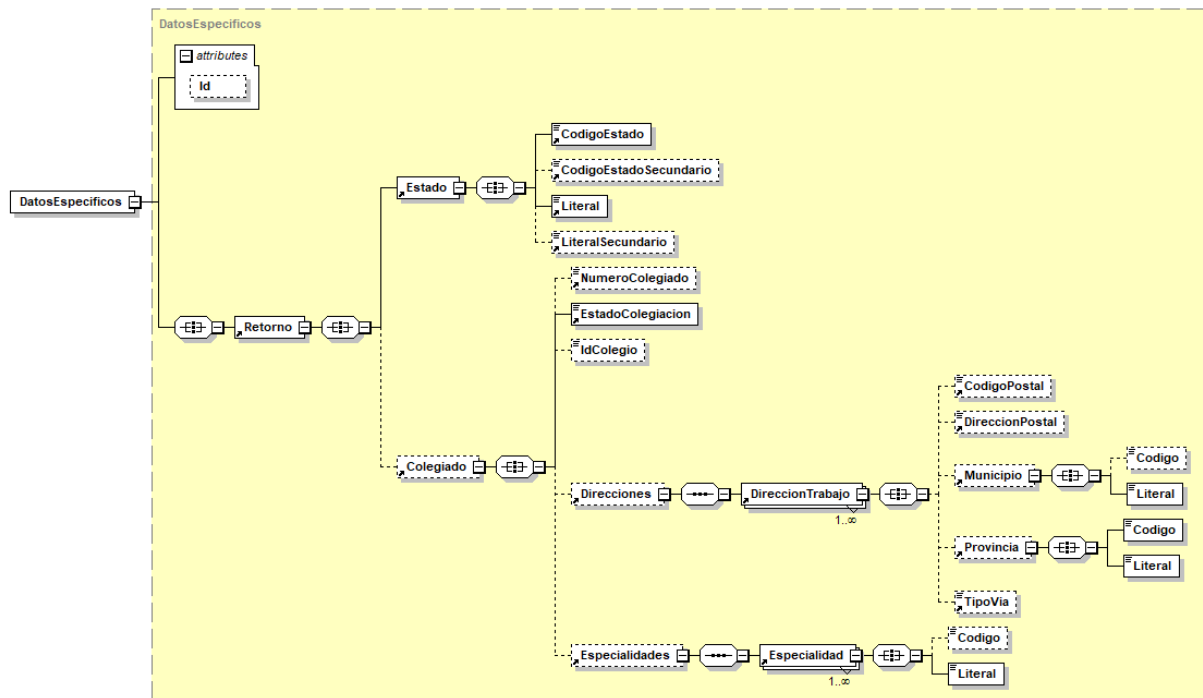 DatosEspecificos
attributes
Id
CodigoEstado
CodigoEstadoSecundario
Estado
DatosEspecificos
Literal
LiteralSecundario
NumeroColegiado
EstadoColegiacion
Retorno
IdColegio
CodigoPostal
DireccionPostal
Codigo
Colegiado
Municipio
Direcciones
DireccionTrabajo
Literal
1..∞
Codigo
Provincia
Literal
TipoVia
Codigo
Especialidades
Especialidad
Literal
1..∞